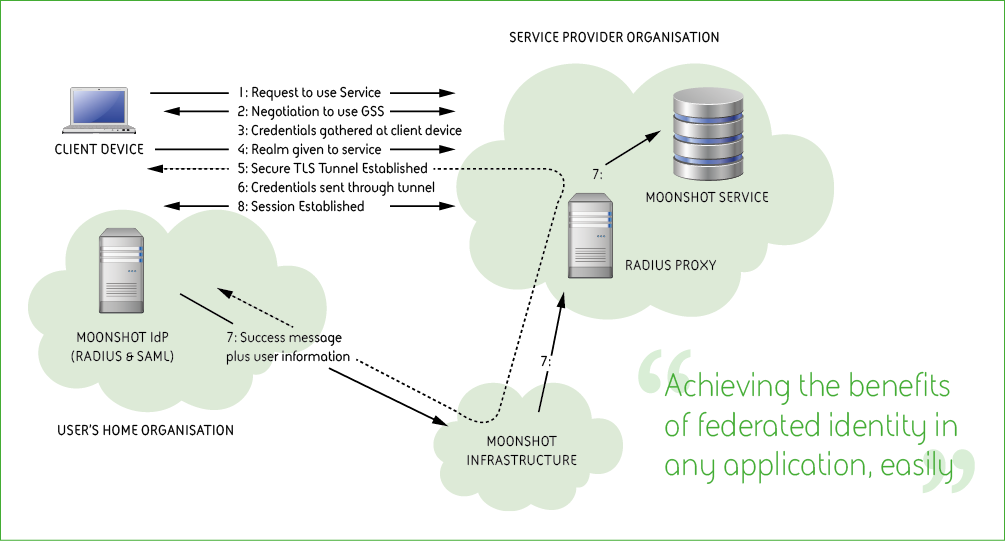 SERVICE PROVIDER ORGANISATION
1: Request to use Service
2: Negotiation to use GSS
3: Credentials gathered at client device
CLIENT DEVICE
4: Realm given to service
5: Secure TLS Tunnel Established
7:
6: Credentials sent through tunnel
MOONSHOT SERVICE
8: Session Established
RADIUS PROXY
MOONSHOT IdP
(RADIUS & SAML)
7: Success message
plus user information
7:
USER'S HOME ORGANISATION
MOONSHOT
INFRASTRUCTURE
“Achieving the benefits
of federated identity in
any application, easily”